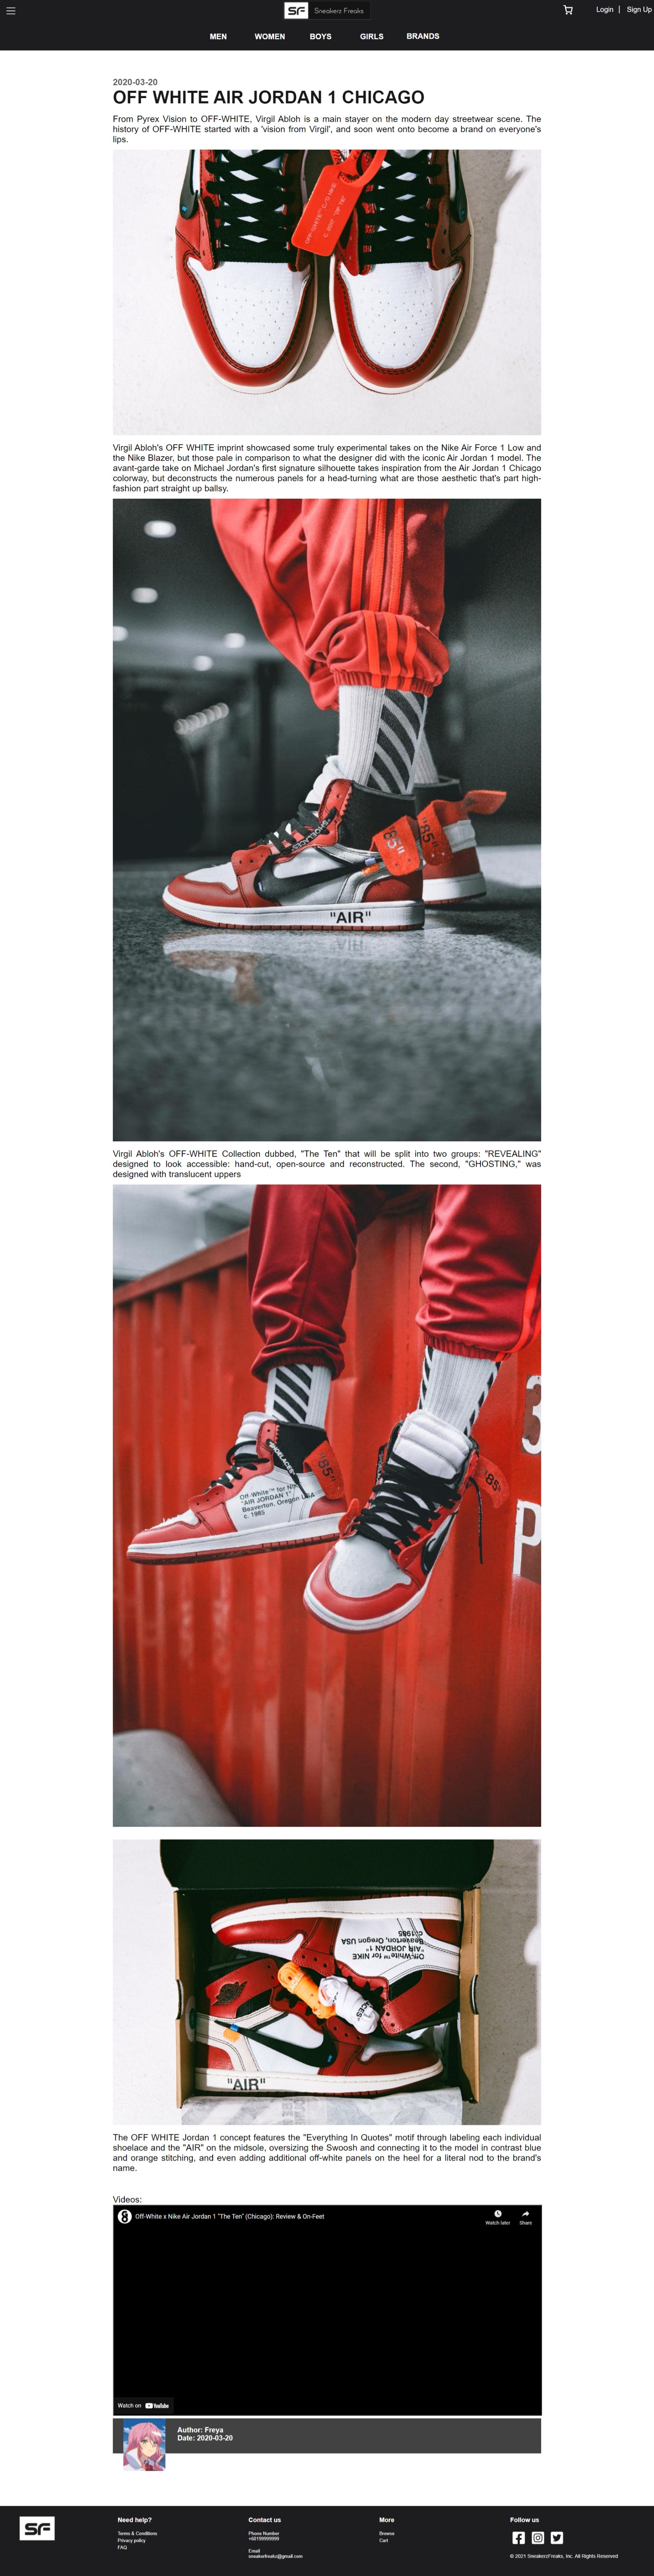 SF Sneakerz Freaks
Login | Sign Up
MEN WOMEN BOYS GIRLS BRANDS
2020-03-20
OFF WHITE AIR JORDAN 1 CHICAGO
From Pyrex Vision to OFF-WHITE, Virgil Abloh is a main stayer on the modern day streetwear scene. The
history of OFF-WHITE started with a 'vision from Virgil', and soon went onto become a brand on everyone's
lips.
Virgil Abloh's OFF WHITE imprint showcased some truly experimental takes on the Nike Air Force 1 Low and
the Nike Blazer, but those pale in comparison to what the designer did with the iconic Air Jordan 1 model. The
avant-garde take on Michael Jordan's first signature silhouette takes inspiration from the Air Jordan 1 Chicago
colorway, but deconstructs the numerous panels for a head-turning what are those aesthetic that's part high-
fashion part straight up ballsy.
"SHOELACES"
"85"
"85"
"AIR"
Virgil Abloh's OFF-WHITE Collection dubbed, "The Ten" that will be split into two groups: "REVEALING"
designed to look accessible: hand-cut, open-source and reconstructed. The second, "GHOSTING," was
designed with translucent uppers
"SHOELACES"
"85"
"85"
Off-White™ for NIKE
"AIR JORDAN 1"
Beaverton, Oregon USA
c. 1985
3
P
Off-White™ for NIKE
"AIR JORDAN 1"
Beaverton, Oregon USA
c.1985
"AIR"
The OFF WHITE Jordan 1 concept features the "Everything In Quotes" motif through labeling each individual
shoelace and the "AIR" on the midsole, oversizing the Swoosh and connecting it to the model in contrast blue
and orange stitching, and even adding additional off-white panels on the heel for a literal nod to the brand's
name.
Videos:
Off-White x Nike Air Jordan 1 "The Ten" (Chicago): Review & On-Feet
Watch later Share
Watch on YouTube
Author: Freya
Date: 2020-03-20
SF
Need help?
Terms & Conditions
Privacy policy
FAQ
Contact us
Phone Number
+60199999999
Email
sneakerfreakz@gmail.com
More
Browse
Cart
Follow us
© 2021 SneakerzFreaks, Inc. All Rights Reserved